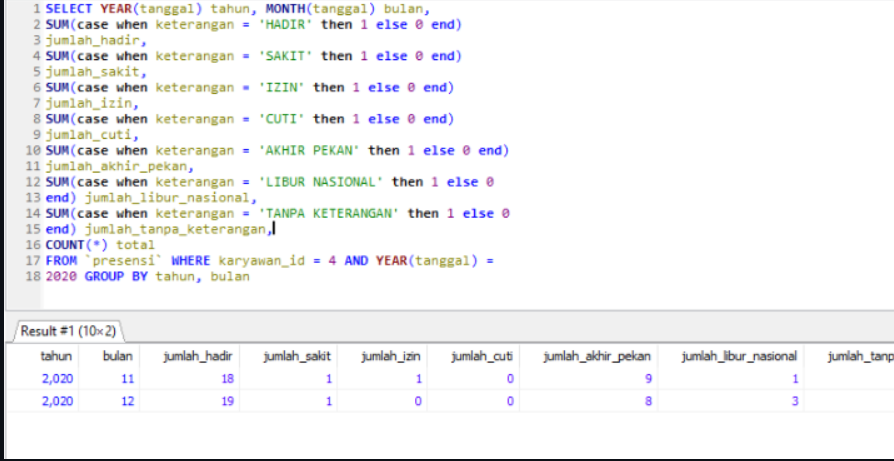 1 SELECT YEAR(tanggal) tahun, MONTH(tanggal) bulan,
2 SUM(case when keterangan = 'HADIR' then 1 else 0 end)
3 jumlah_hadir,
4 SUM(case when keterangan = 'SAKIT' then 1 else 0 end)
5 jumlah_sakit,
6 SUM(case when keterangan = 'IZIN' then 1 else 0 end)
7 jumlah_izin,
8 SUM(case when keterangan = 'CUTI' then 1 else 0 end)
9 jumlah_cuti,
10 SUM(case when keterangan = 'AKHIR PEKAN' then 1 else 0 end)
11 jumlah_akhir_pekan,
12 SUM(case when keterangan = 'LIBUR NASIONAL' then 1 else 0
13 end) jumlah_libur_nasional,
14 SUM(case when keterangan = 'TANPA KETERANGAN' then 1 else 0
15 end) jumlah_tanpa_keterangan,
16 COUNT(*) total
17 FROM `presensi` WHERE karyawan_id = 4 AND YEAR(tanggal) =
18 2020 GROUP BY tahun, bulan
Result #1 (10×2)
tahun bulan jumlah_hadir jumlah_sakit jumlah_izin jumlah_cuti jumlah_akhir_pekan jumlah_libur_nasional jumlah_tanp
2,020 11 18 1 1 0 9 1
2,020 12 19 1 0 0 8 3